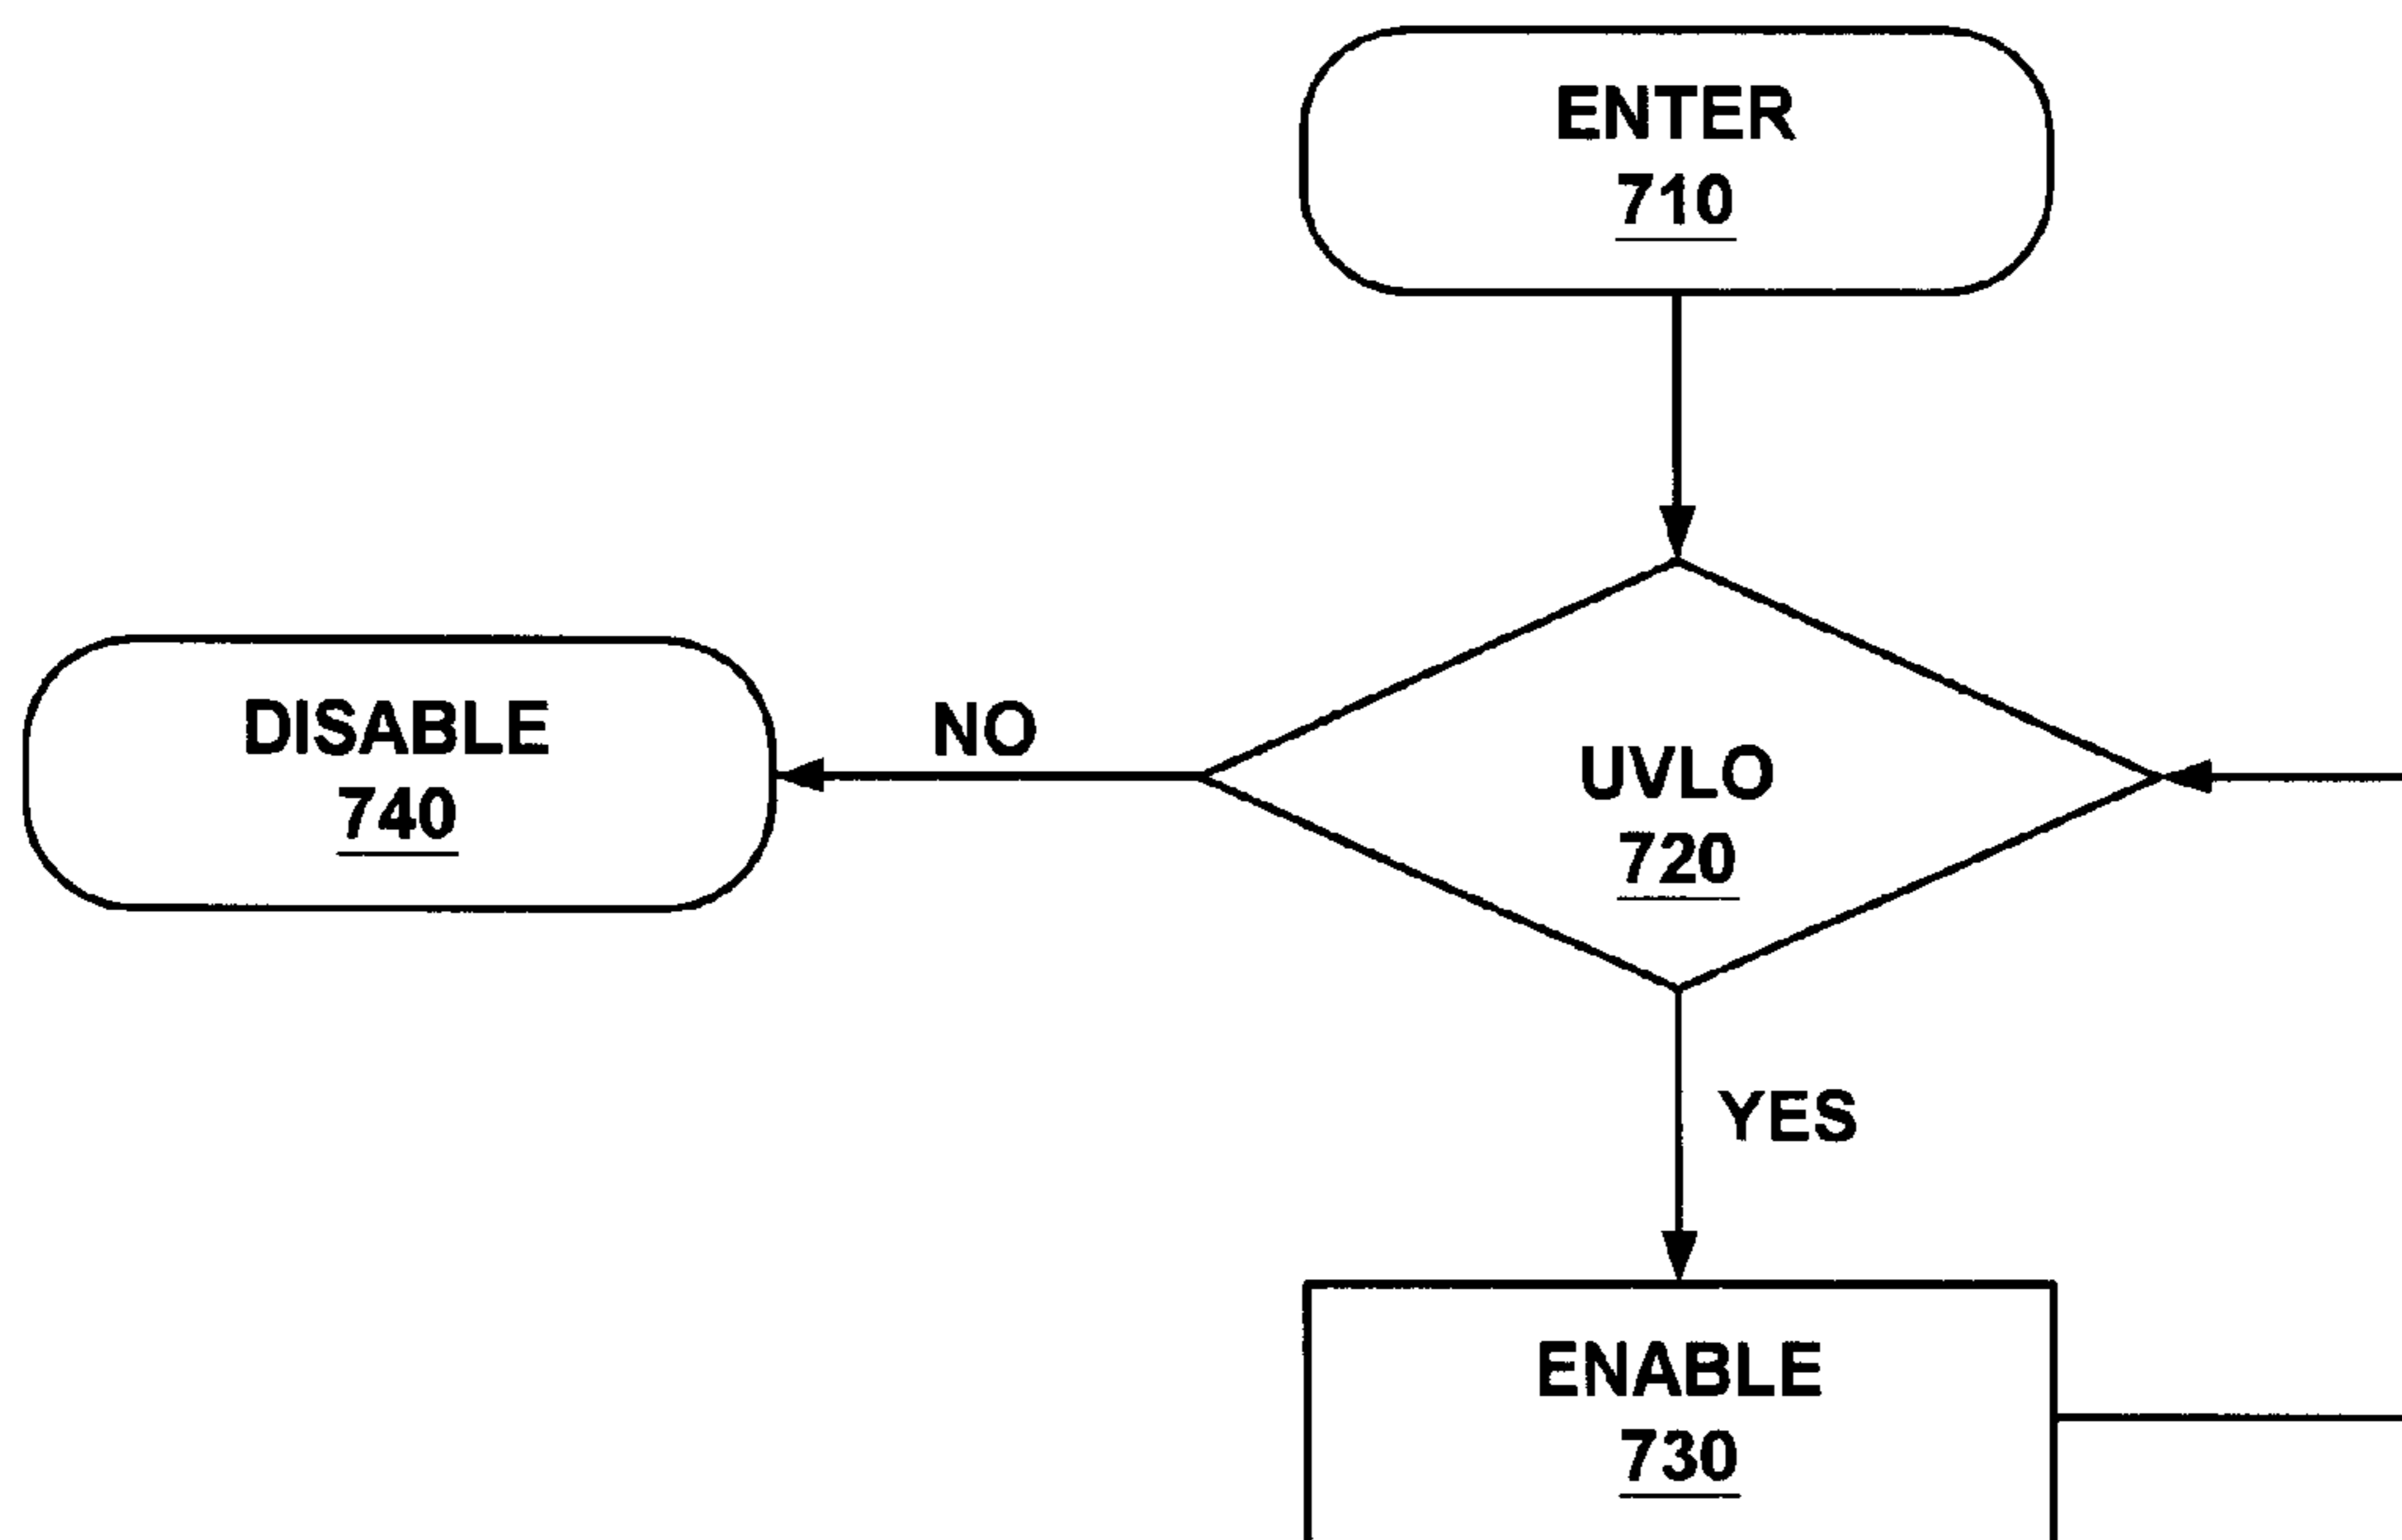 ENTER
710
DISABLE
740
NO
UVLO
720
YES
ENABLE
730